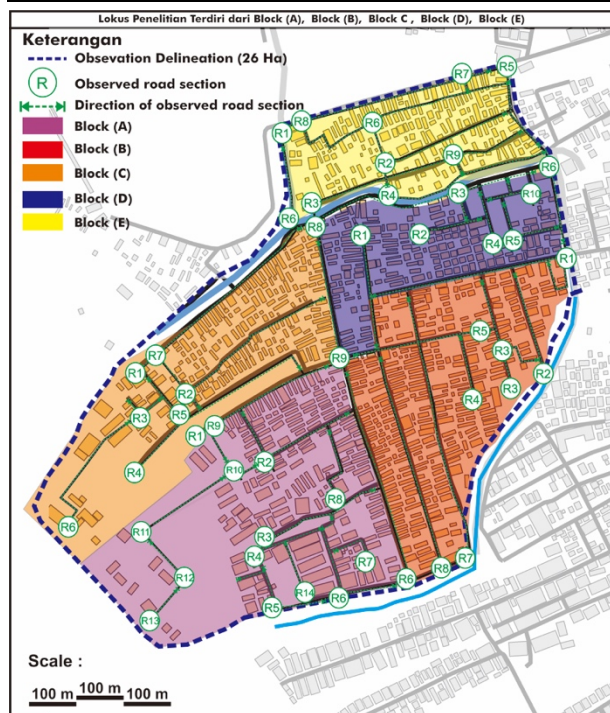 Lokus Penelitian Terdiri dari Block (A), Block (B), Block C , Block (D), Block (E)
Keterangan
Obsevation Delineation (26 Ha)
R Observed road section
Direction of observed road section
Block (A)
Block (B)
Block (C)
Block (D)
Block (E)
R7 R5
R1 R8 R6
R2 R9 R6
R3 R4 R3 R10
R6 R8 R1 R2 R4 R5
R1
R7 R9 R5
R1 R3 R2
R2
R3 R5 R4 R3
R1 R9
R4 R10 R2
R6 R11 R8
R3
R4 R7
R12 R14 R6 R6 R8 R7
R13 R5
Scale :
100 m 100 m 100 m